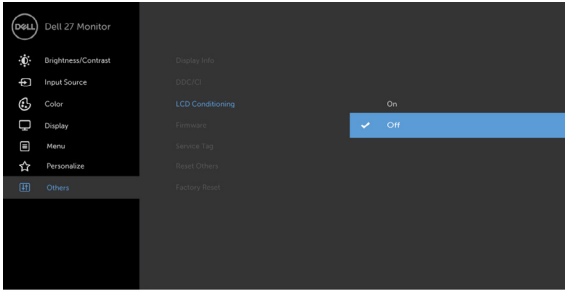 DELL
Dell 27 Monitor
Brightness/Contrast
Input Source
Color
Display
Menu
Personalize
Others
Display Info
DDC/CI
LCD Conditioning
Firmware
Service Tag
Reset Others
Factory Reset
On
Off